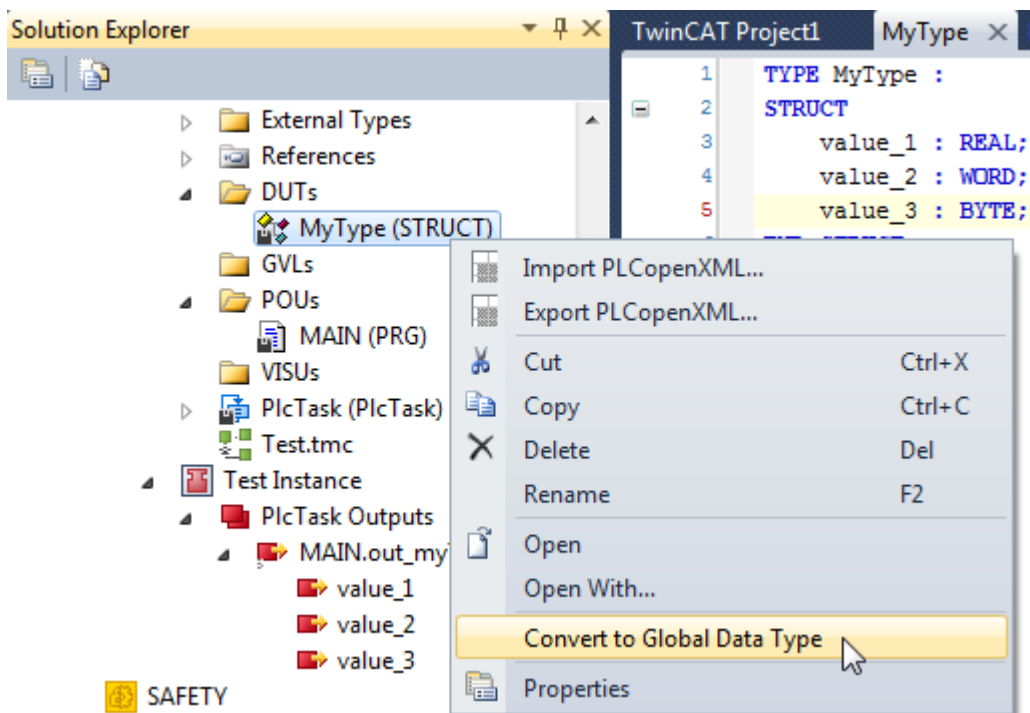 Solution Explorer
External Types
References
DUTs
MyType (STRUCT)
GVLs
POUs
MAIN (PRG)
VISUs
PlcTask (PlcTask)
Test.tmc
Test Instance
PlcTask Outputs
MAIN.out_my
value_1
value_2
value_3
SAFETY
TwinCAT Project1
MyType
1 TYPE MyType :
2 STRUCT
3 value_1 : REAL;
4 value_2 : WORD;
5 value_3 : BYTE;
Import PLCopenXML...
Export PLCopenXML...
Cut Ctrl+X
Copy Ctrl+C
Delete Del
Rename F2
Open
Open With...
Convert to Global Data Type
Properties